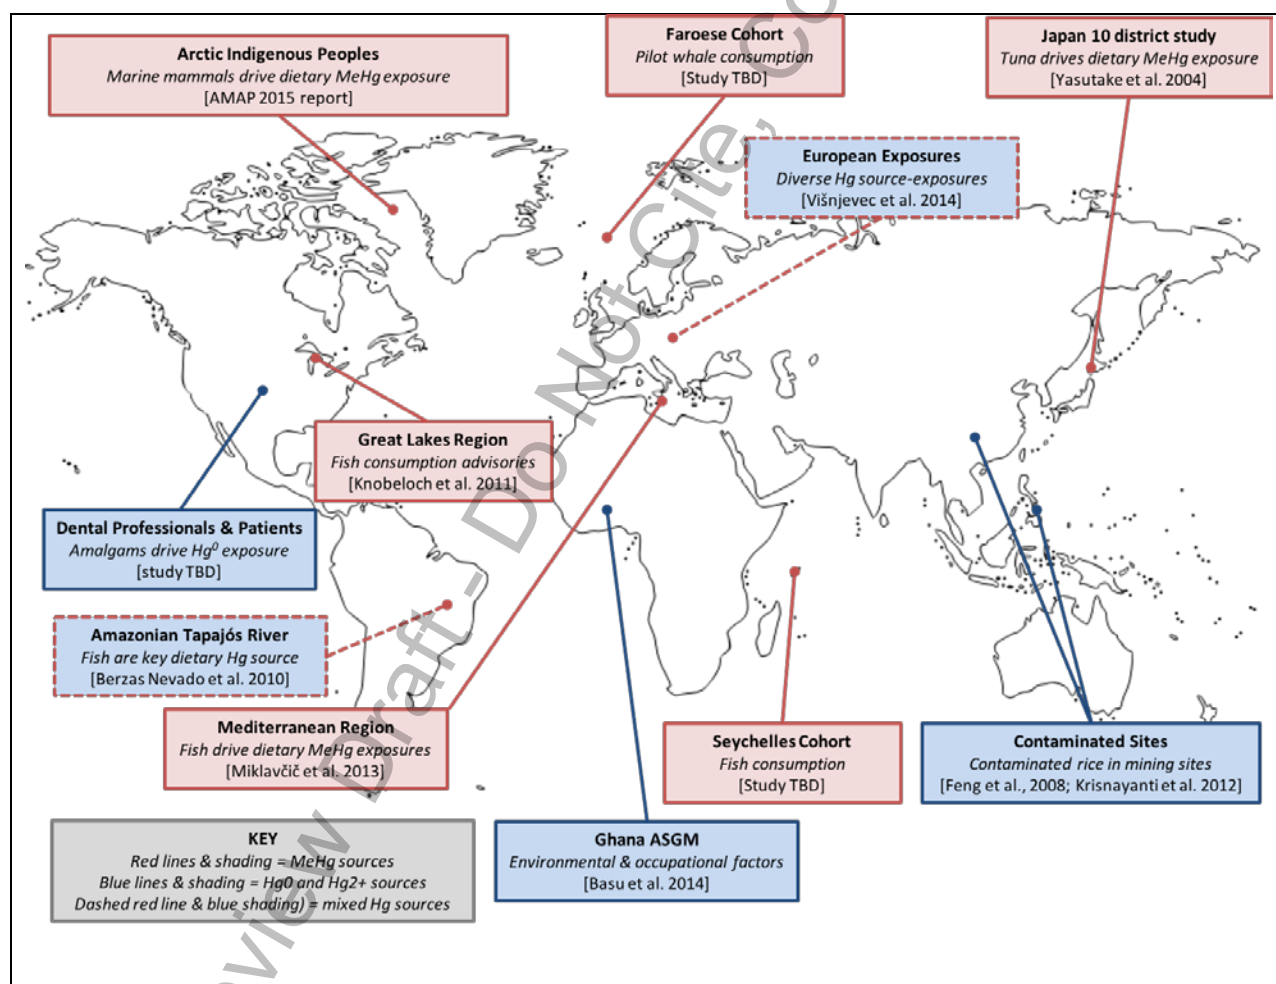 Arctic Indigenous Peoples
Marine mammals drive dietary MeHg exposure
[AMAP 2015 report]
Faroese Cohort
Pilot whale consumption
[Study TBD]
Japan 10 district study
Tuna drives dietary MeHg exposure
[Yasutake et al. 2004]
European Exposures
Diverse Hg source-exposures
[Višnjevec et al. 2014]
Great Lakes Region
Fish consumption advisories
[Knobeloch et al. 2011]
Dental Professionals & Patients
Amalgams drive Hg⁰ exposure
[study TBD]
Amazonian Tapajós River
Fish are key dietary Hg source
[Berzas Nevado et al. 2010]
Mediterranean Region
Fish drive dietary MeHg exposures
[Miklavčič et al. 2013]
Seychelles Cohort
Fish consumption
[Study TBD]
Contaminated Sites
Contaminated rice in mining sites
[Feng et al., 2008; Krisnayanti et al. 2012]
Ghana ASGM
Environmental & occupational factors
[Basu et al. 2014]
KEY
Red lines & shading = MeHg sources
Blue lines & shading = Hg0 and Hg2+ sources
Dashed red line & blue shading) = mixed Hg sources
view Draft - Do Not Cite, Co